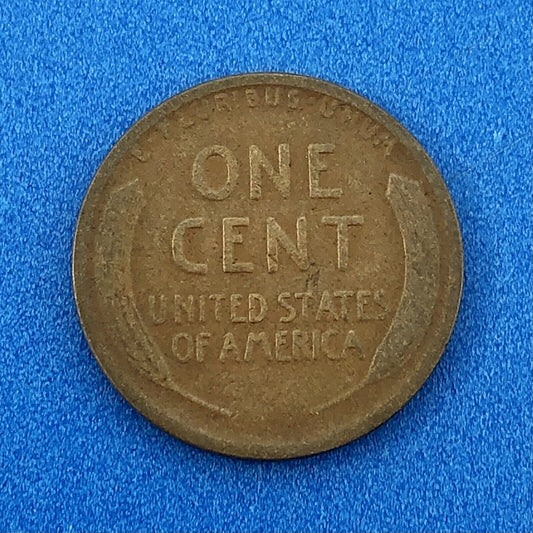 E · PLURIBUS · UNUM
ONE
CENT
UNITED STATES
OF AMERICA